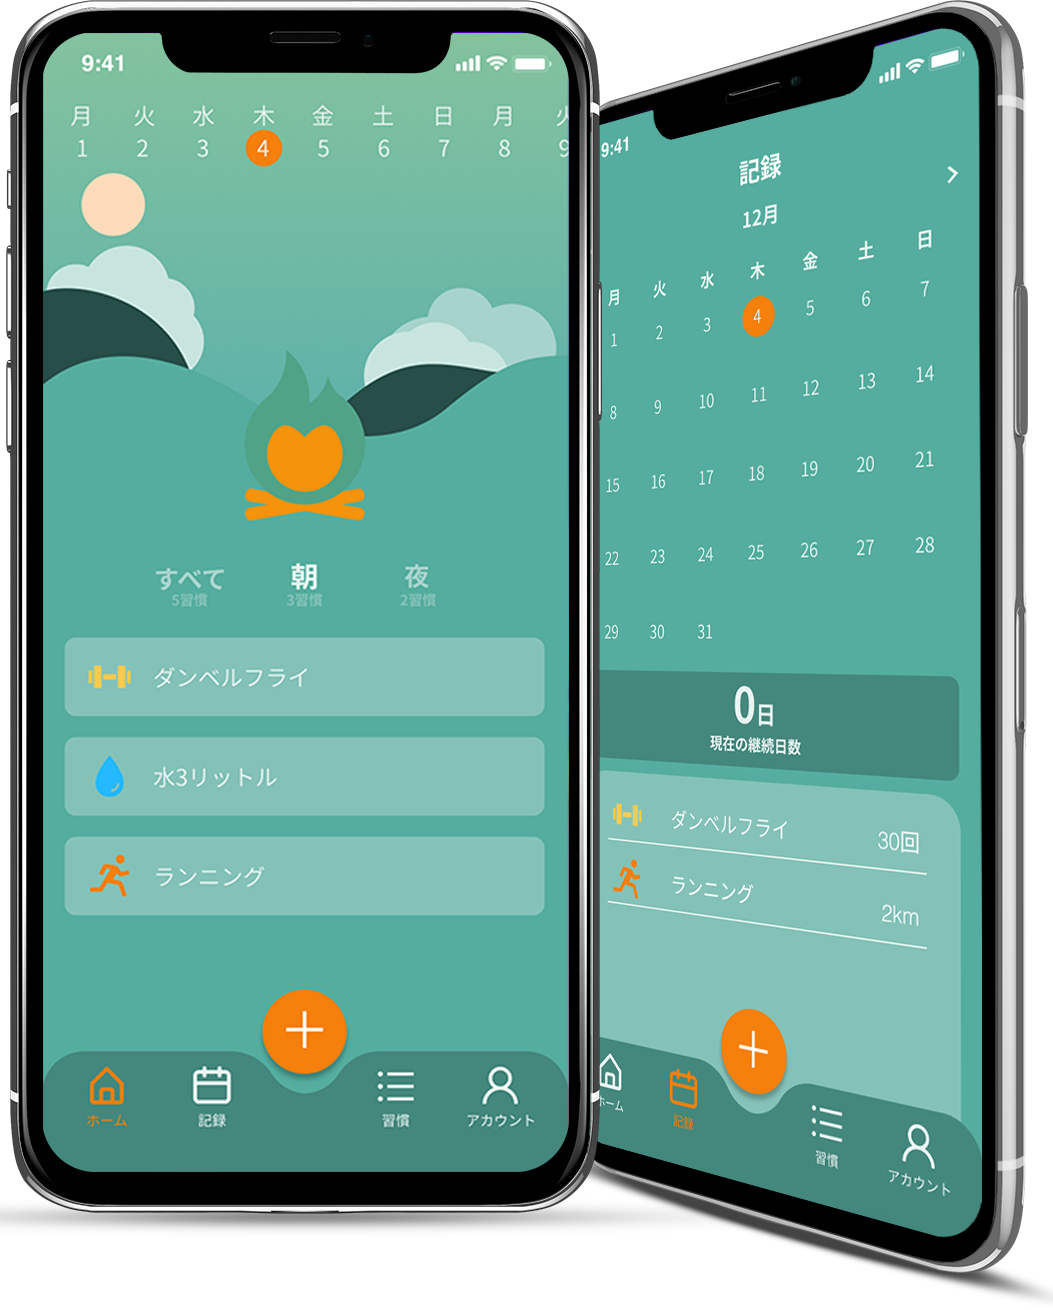 9:41
月 火 水 木 金 土 日 月 火
1 2 3 4 5 6 7 8 9
すべて 朝 夜
5習慣 3習慣 2習慣
ダンベルフライ
水3リットル
ランニング
ホーム 記録 習慣 アカウント
9:41
記録
12月
月 火 水 木 金 土 日
1 2 3 4 5 6 7
8 9 10 11 12 13 14
15 16 17 18 19 20 21
22 23 24 25 26 27 28
29 30 31
0日
現在の継続日数
ダンベルフライ 30回
ランニング 2km
ホーム 記録 習慣 アカウント